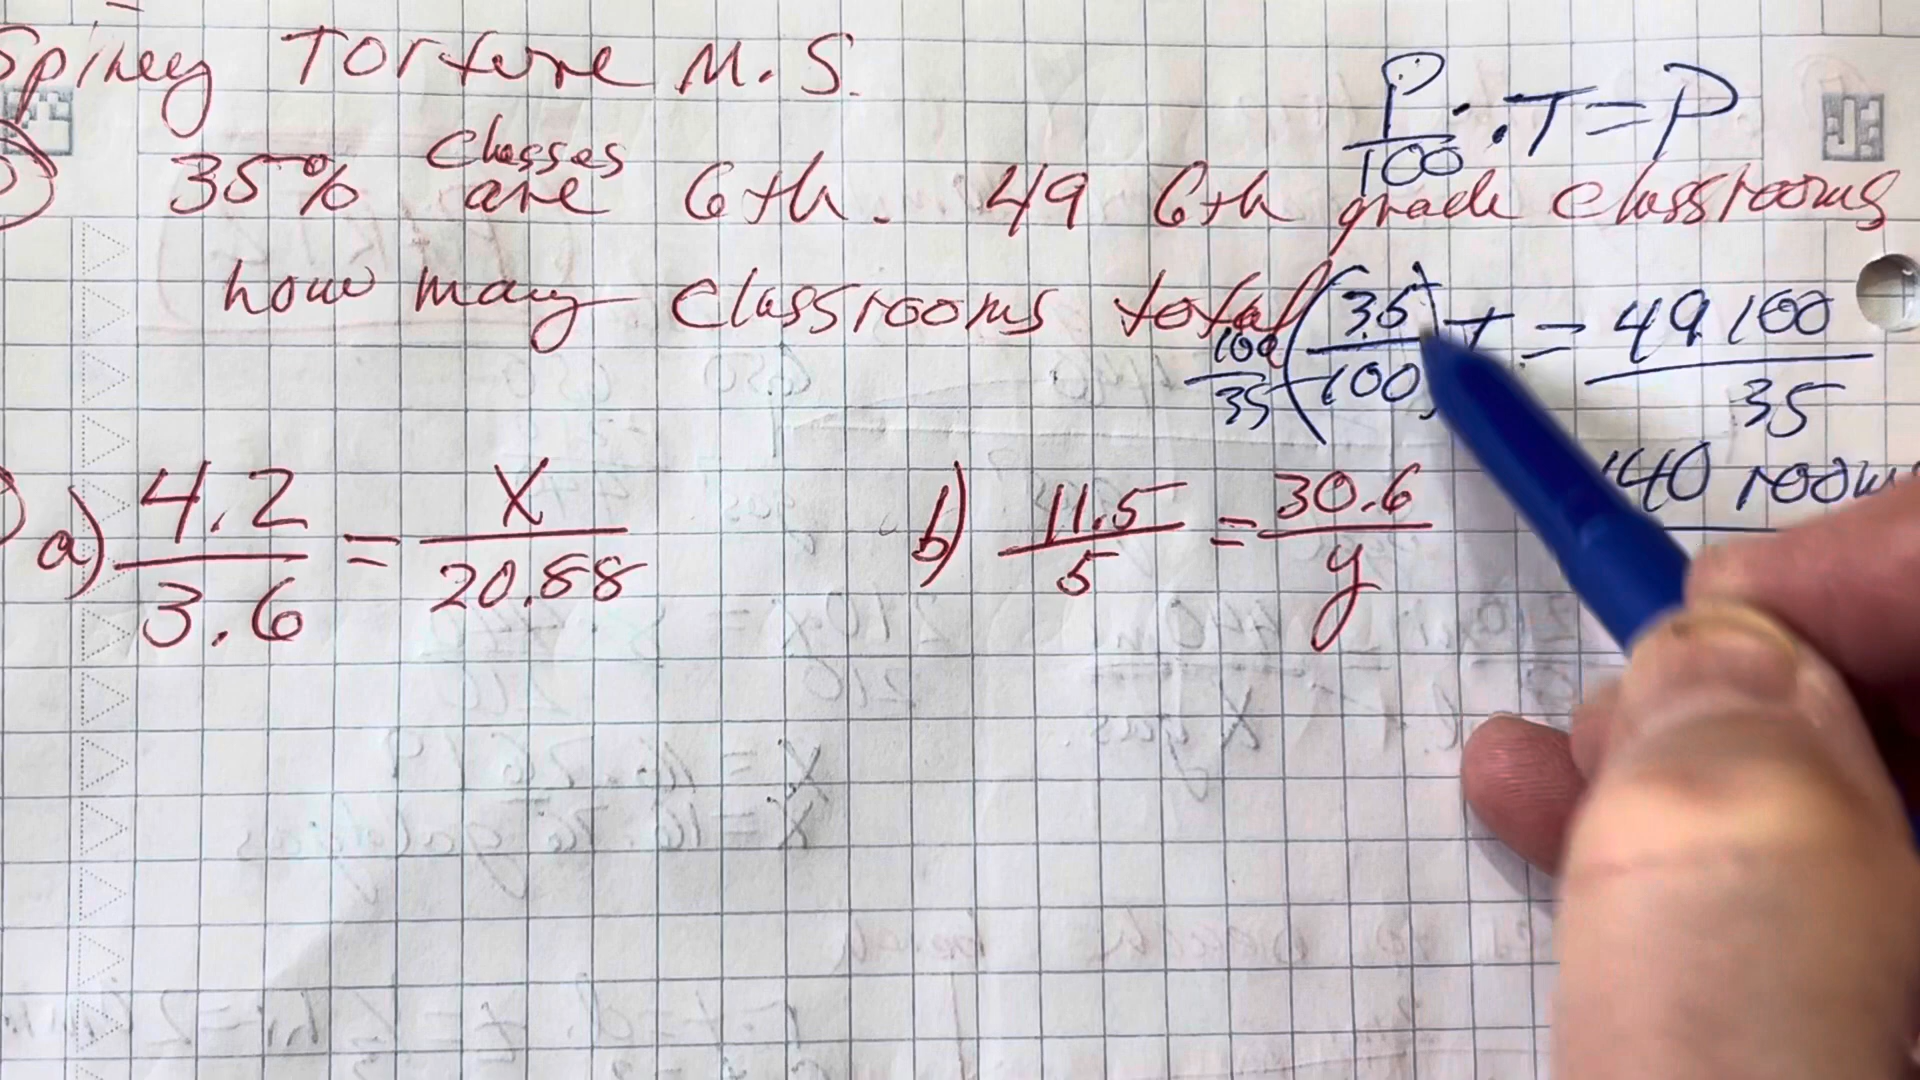 Spiney Torture M.S.
P/100 · T = P
35% classes are 6th. 49 6th grade classrooms
how many classrooms total
100/35 (35/100) T = 49 100/35
140 rooms
a) 4.2/3.6 = x/20.88
b) 11.5/5 = 30.6/y